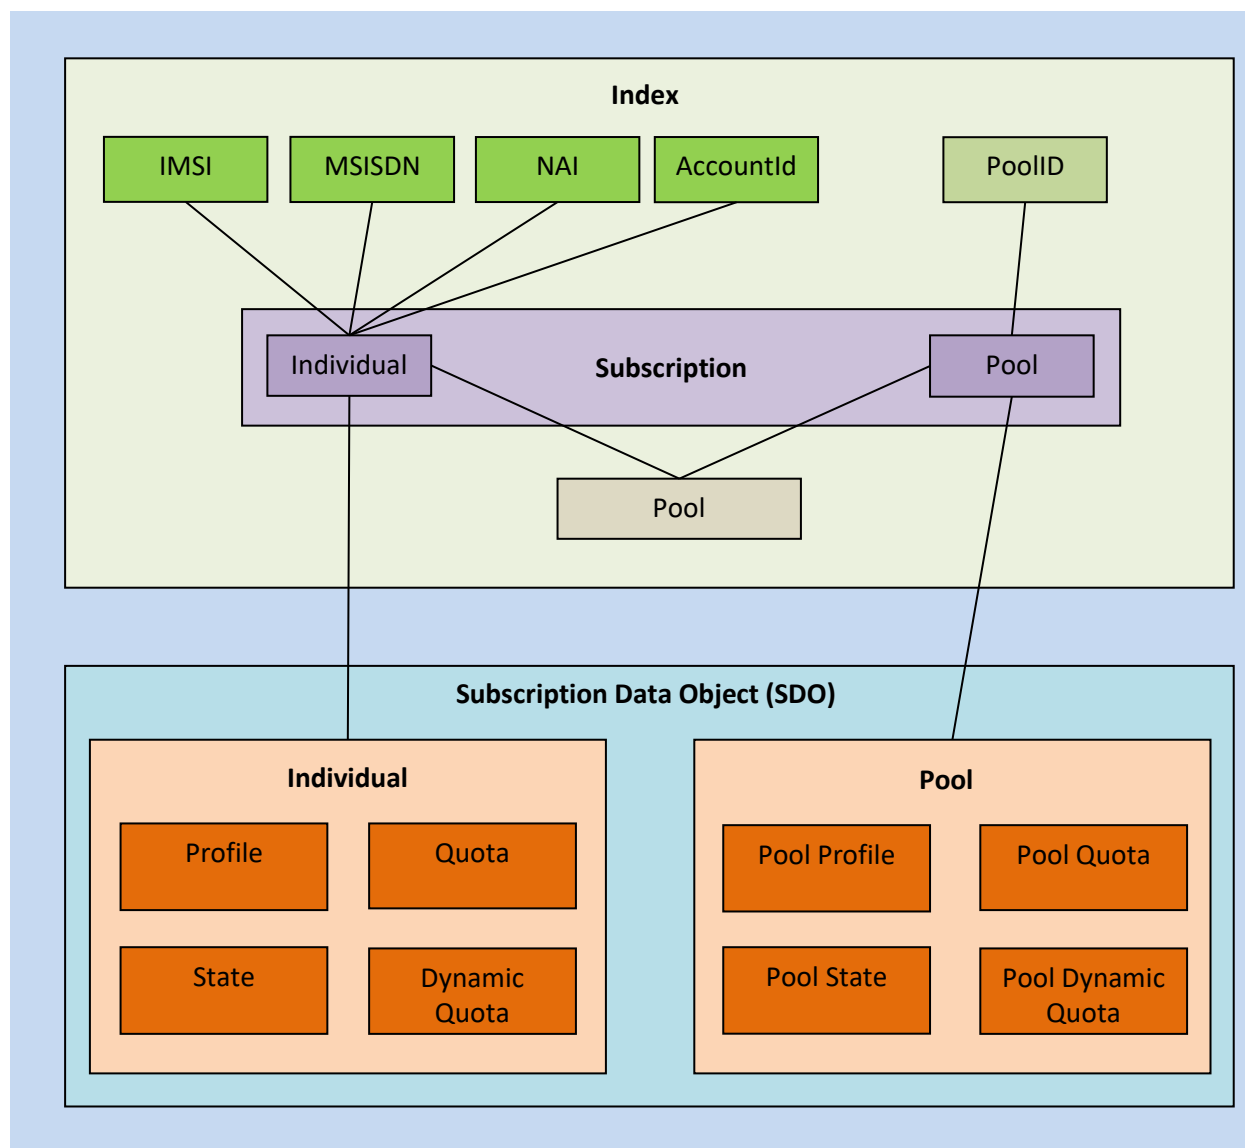 Index
IMSI
MSISDN
NAI
AccountId
PoolID
Individual
Subscription
Pool
Pool
Subscription Data Object (SDO)
Individual
Profile
Quota
State
Dynamic
Quota
Pool
Pool Profile
Pool Quota
Pool State
Pool Dynamic
Quota